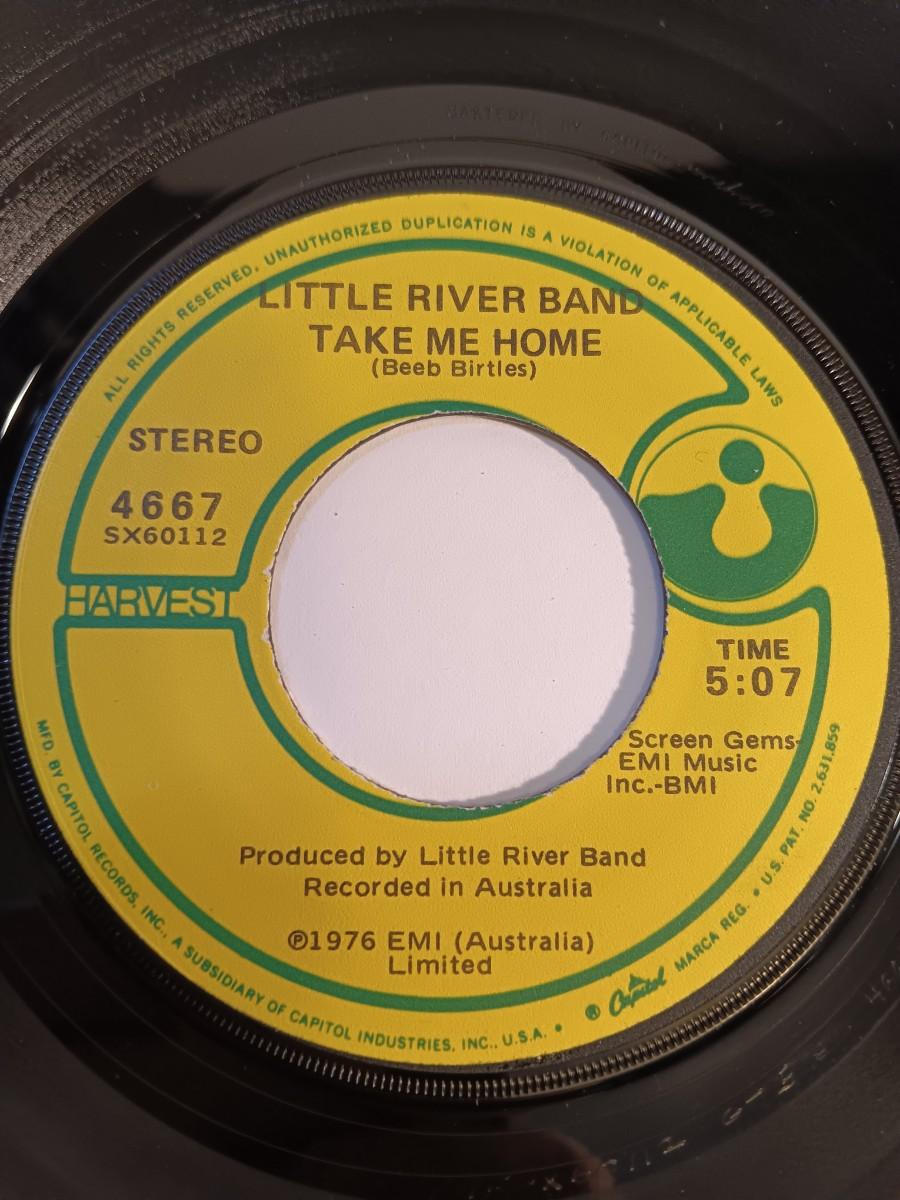 MASTERED BY CAPITOL
ALL RIGHTS RESERVED. UNAUTHORIZED DUPLICATION IS A VIOLATION OF APPLICABLE LAWS
LITTLE RIVER BAND
TAKE ME HOME
(Beeb Birtles)
STEREO
4667
SX60112
HARVEST
TIME
5:07
Screen Gems-
EMI Music
Inc.-BMI
Produced by Little River Band
Recorded in Australia
℗1976 EMI (Australia)
Limited
MFD. BY CAPITOL RECORDS, INC., A SUBSIDIARY OF CAPITOL INDUSTRIES, INC., U.S.A. • ® Capitol MARCA REG. • U.S. PAT. NO. 2,631,859